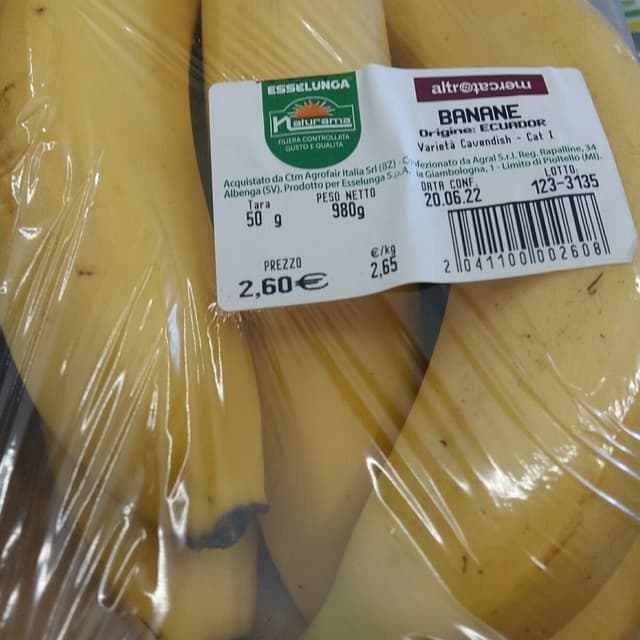 ESSELUNGA
Naturama
FILIERA CONTROLLATA
GUSTO E QUALITÀ
altromercato
BANANE
Origine: ECUADOR
Varietà Cavendish - Cat 1
Acquistato da Ctm Agrofair Italia Srl (BZ) - Confezionato da Agrai S.r.l. Reg. Rapalline, 34
Albenga (SV). Prodotto per Esselunga S.p.A. Giambologna, 1 - Limito di Pioltello (MI).
Tara
50 g
PESO NETTO
980g
DATA CONF.
20.06.22
LOTTO
123-3135
PREZZO
2,60€
€/kg
2,65
2 041100 002608